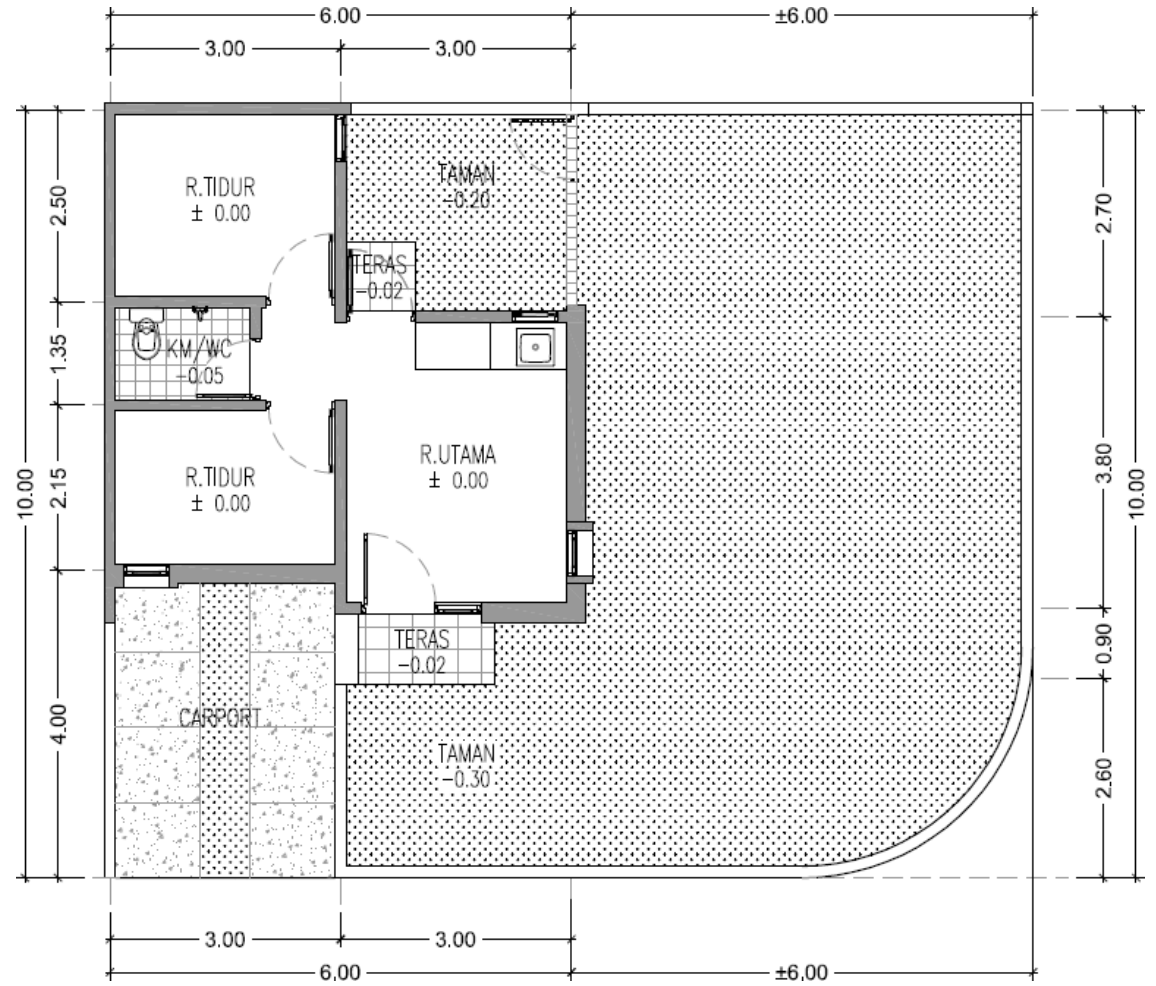 6.00
±6.00
3.00
3.00
R.TIDUR
± 0.00
TAMAN
-0.20
TERAS
-0.02
KM/WC
-0.05
R.UTAMA
± 0.00
R.TIDUR
± 0.00
TERAS
-0.02
CARPORT
TAMAN
-0.30
10.00
2.50
1.35
2.15
4.00
2.70
3.80
0.90
2.60
10.00
3.00
3.00
6.00
±6.00